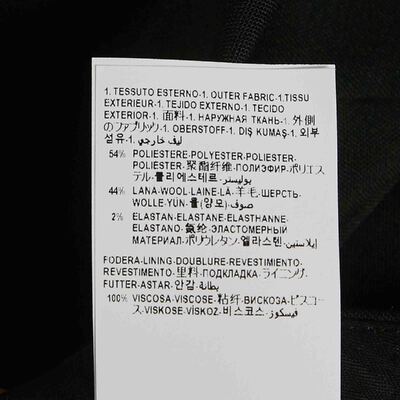 1. TESSUTO ESTERNO-1. OUTER FABRIC-1.TISSU
EXTERIEUR-1. TEJIDO EXTERNO-1. TECIDO
EXTERIOR-1. 面料-1. НАРУЖНАЯ ТКАНЬ-1. 外側
のファブリック-1. OBERSTOFF-1. DIŞ KUMAŞ-1. 외부
섬유-1. ليف خارجي
54% POLIESTERE-POLYESTER-POLIESTER-
POLIÉSTER-聚酯纤维-ПОЛИЭФИР-ポリエス
テル-폴리에스테르-بوليستر
44% LANA-WOOL-LAINE-LÃ-羊毛-ШЕРСТЬ-
WOLLE-YÜN-울(양모)-صوف
2% ELASTAN-ELASTANE-ELASTHANNE-
ELASTANO-氨纶-ЭЛАСТОМЕРНЫЙ
МАТЕРИАЛ-ポリウレタン-엘라스텐-إيلاستين
FODERA-LINING-DOUBLURE-REVESTIMIENTO-
REVESTIMENTO-里料-ПОДКЛАДКА-ライニング-
FUTTER-ASTAR-안감-بطانة
100% VISCOSA-VISCOSE-粘纤-ВИСКОЗА-ビスコー
ス-VISKOSE-VİSKOZ-비스코스-فيسكوز